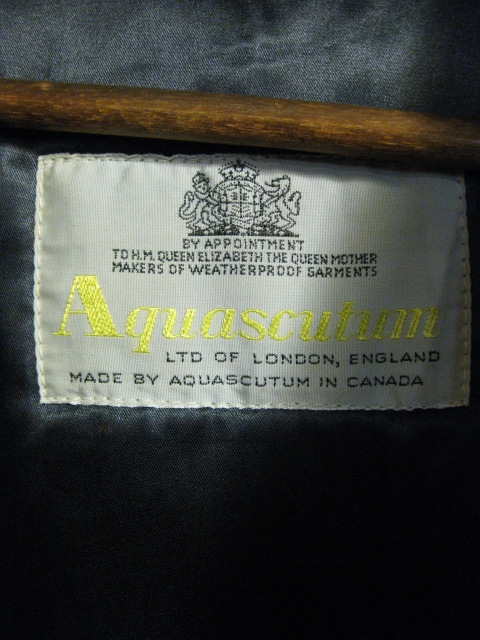 BY APPOINTMENT
TO H.M. QUEEN ELIZABETH THE QUEEN MOTHER
MAKERS OF WEATHERPROOF GARMENTS
Aquascutum
LTD OF LONDON, ENGLAND
MADE BY AQUASCUTUM IN CANADA